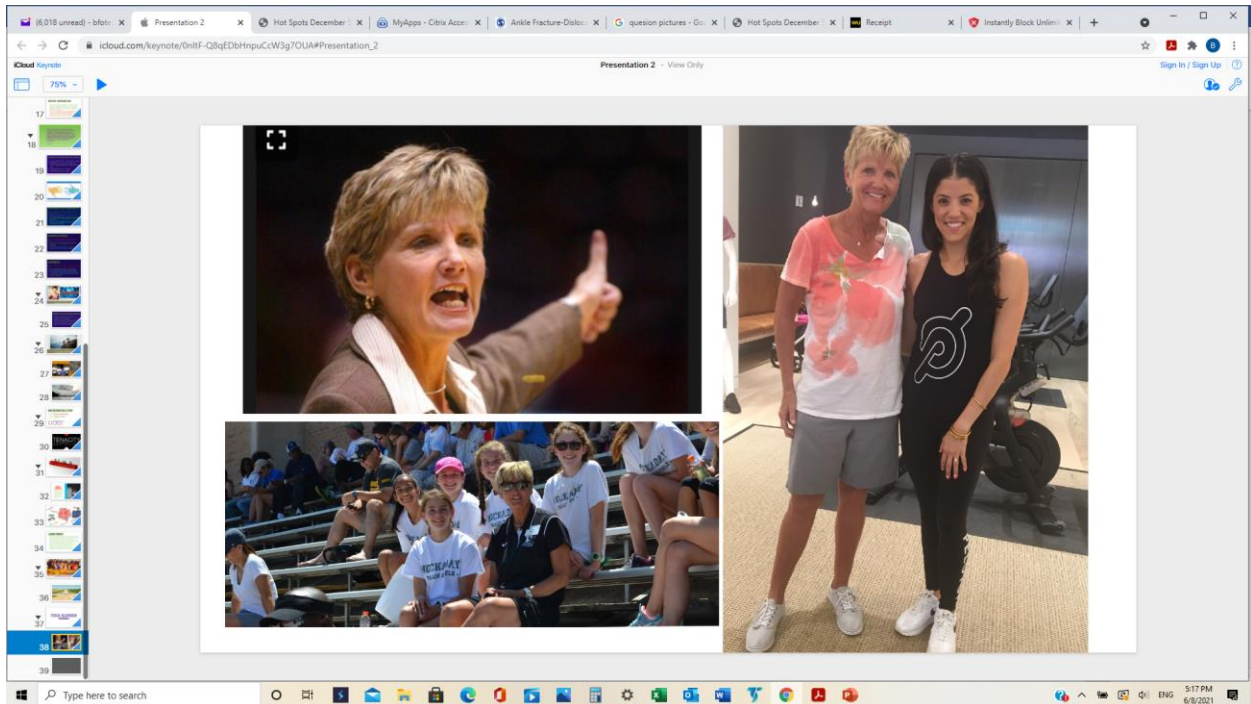 (6,018 unread) - bfote
Presentation 2
Hot Spots December
MyApps - Citrix Acces
Ankle Fracture-Disloc
quesion pictures - Go
Hot Spots December
Receipt
Instantly Block Unlimi
icloud.com/keynote/0nltF-Q8qEDbHnpuCcW3g7OUA#Presentation_2
iCloud Keynote
Presentation 2 - View Only
Sign In / Sign Up
75%
17
18
19
20
21
22
23
24
25
26
27
28
29
30
TENACITY
31
32
33
34
35
36
37
38
39
Type here to search
ENG
5:17 PM
6/8/2021